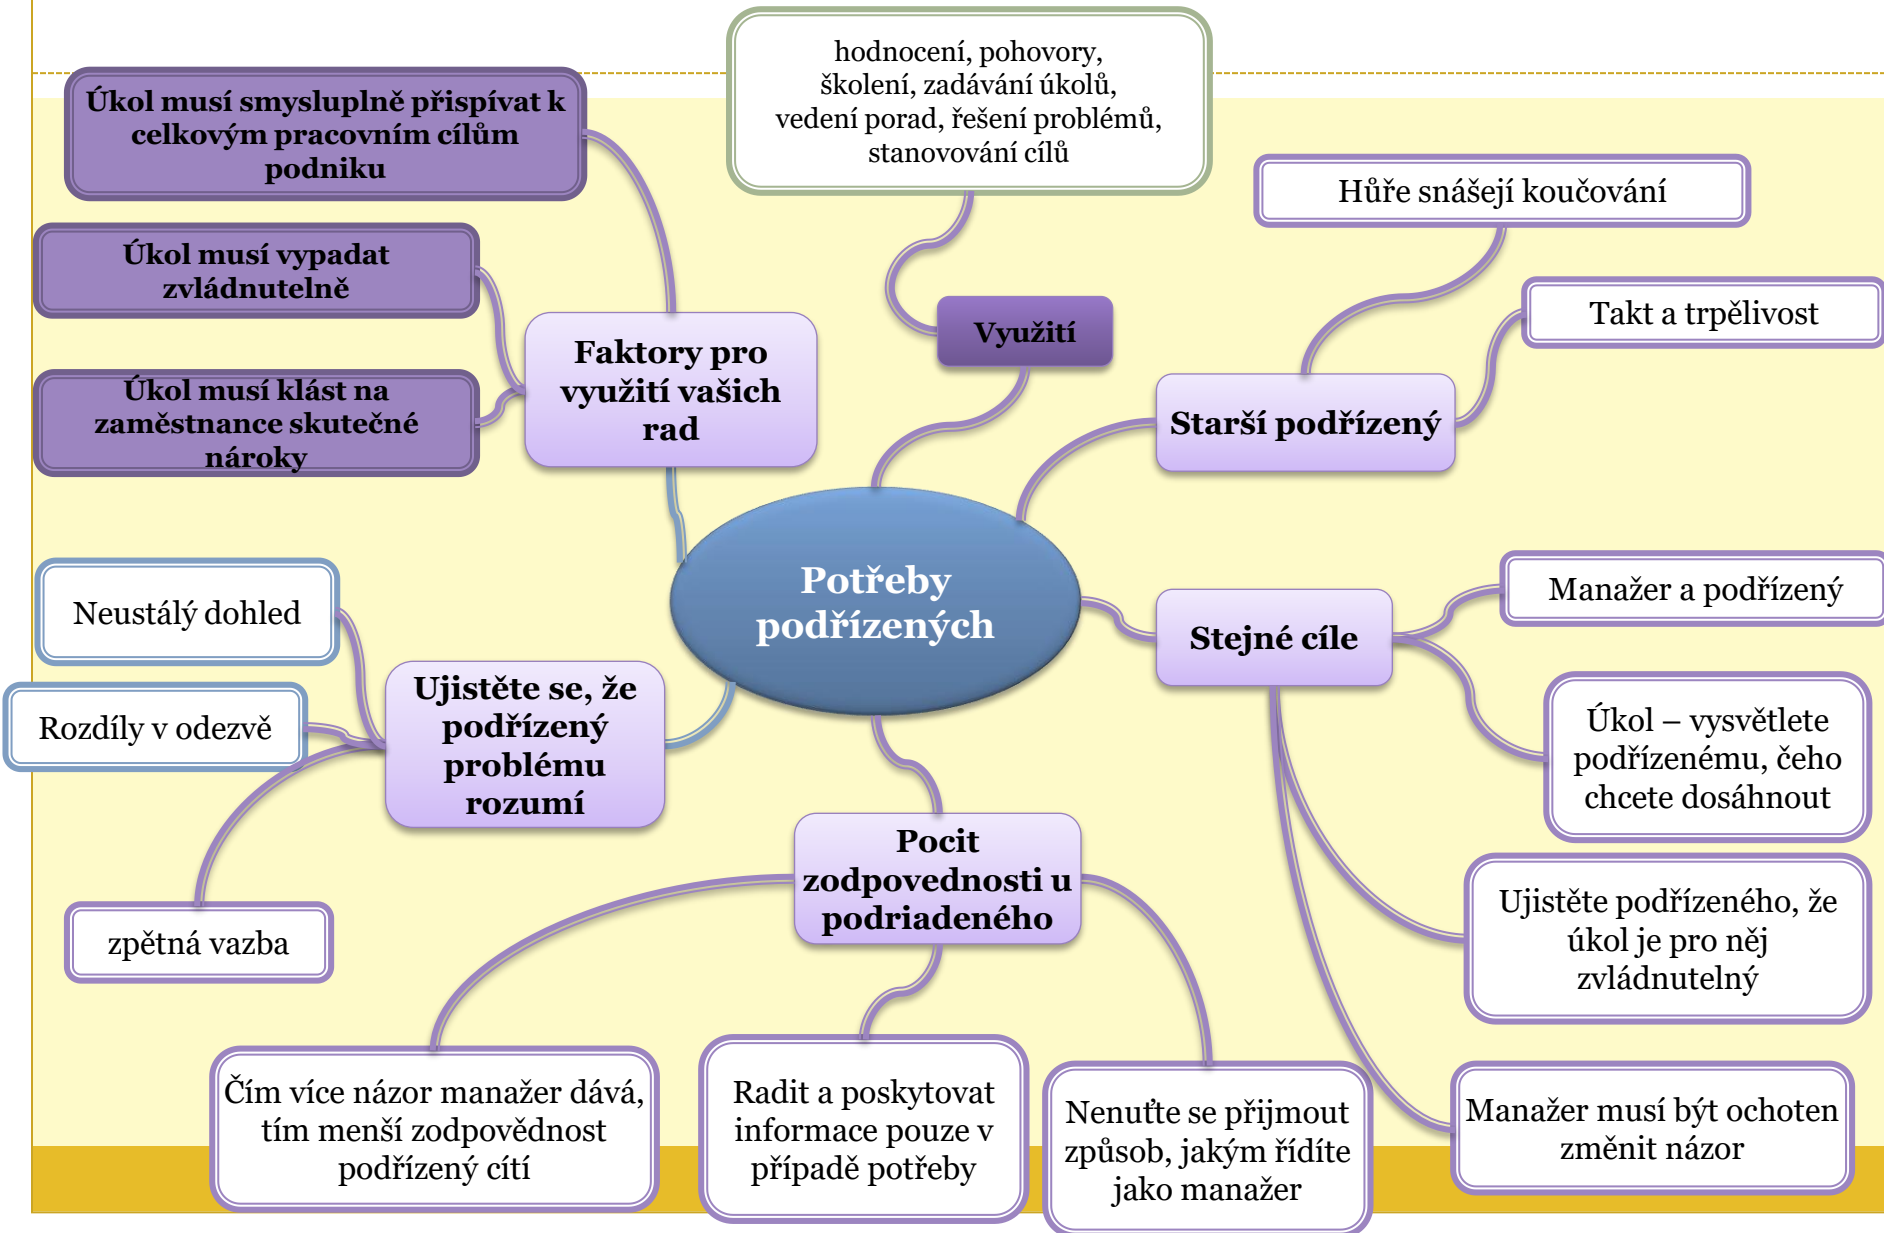 hodnocení, pohovory,
školení, zadávání úkolů,
vedení porad, řešení problémů,
stanovování cílů
Úkol musí smysluplně přispívat k
celkovým pracovním cílům
podniku
Úkol musí vypadat
zvládnutelně
Úkol musí klást na
zaměstnance skutečné
nároky
Faktory pro
využití vašich
rad
Využití
Hůře snášejí koučování
Takt a trpělivost
Starší podřízený
Potřeby
podřízených
Neustálý dohled
Rozdíly v odezvě
zpětná vazba
Ujistěte se, že
podřízený
problému
rozumí
Stejné cíle
Manažer a podřízený
Úkol – vysvětlete
podřízenému, čeho
chcete dosáhnout
Ujistěte podřízeného, že
úkol je pro něj
zvládnutelný
Manažer musí být ochoten
změnit názor
Pocit
zodpovednosti u
podriadeného
Čím více názor manažer dává,
tím menší zodpovědnost
podřízený cítí
Radit a poskytovat
informace pouze v
případě potřeby
Nenuťte se přijmout
způsob, jakým řídíte
jako manažer